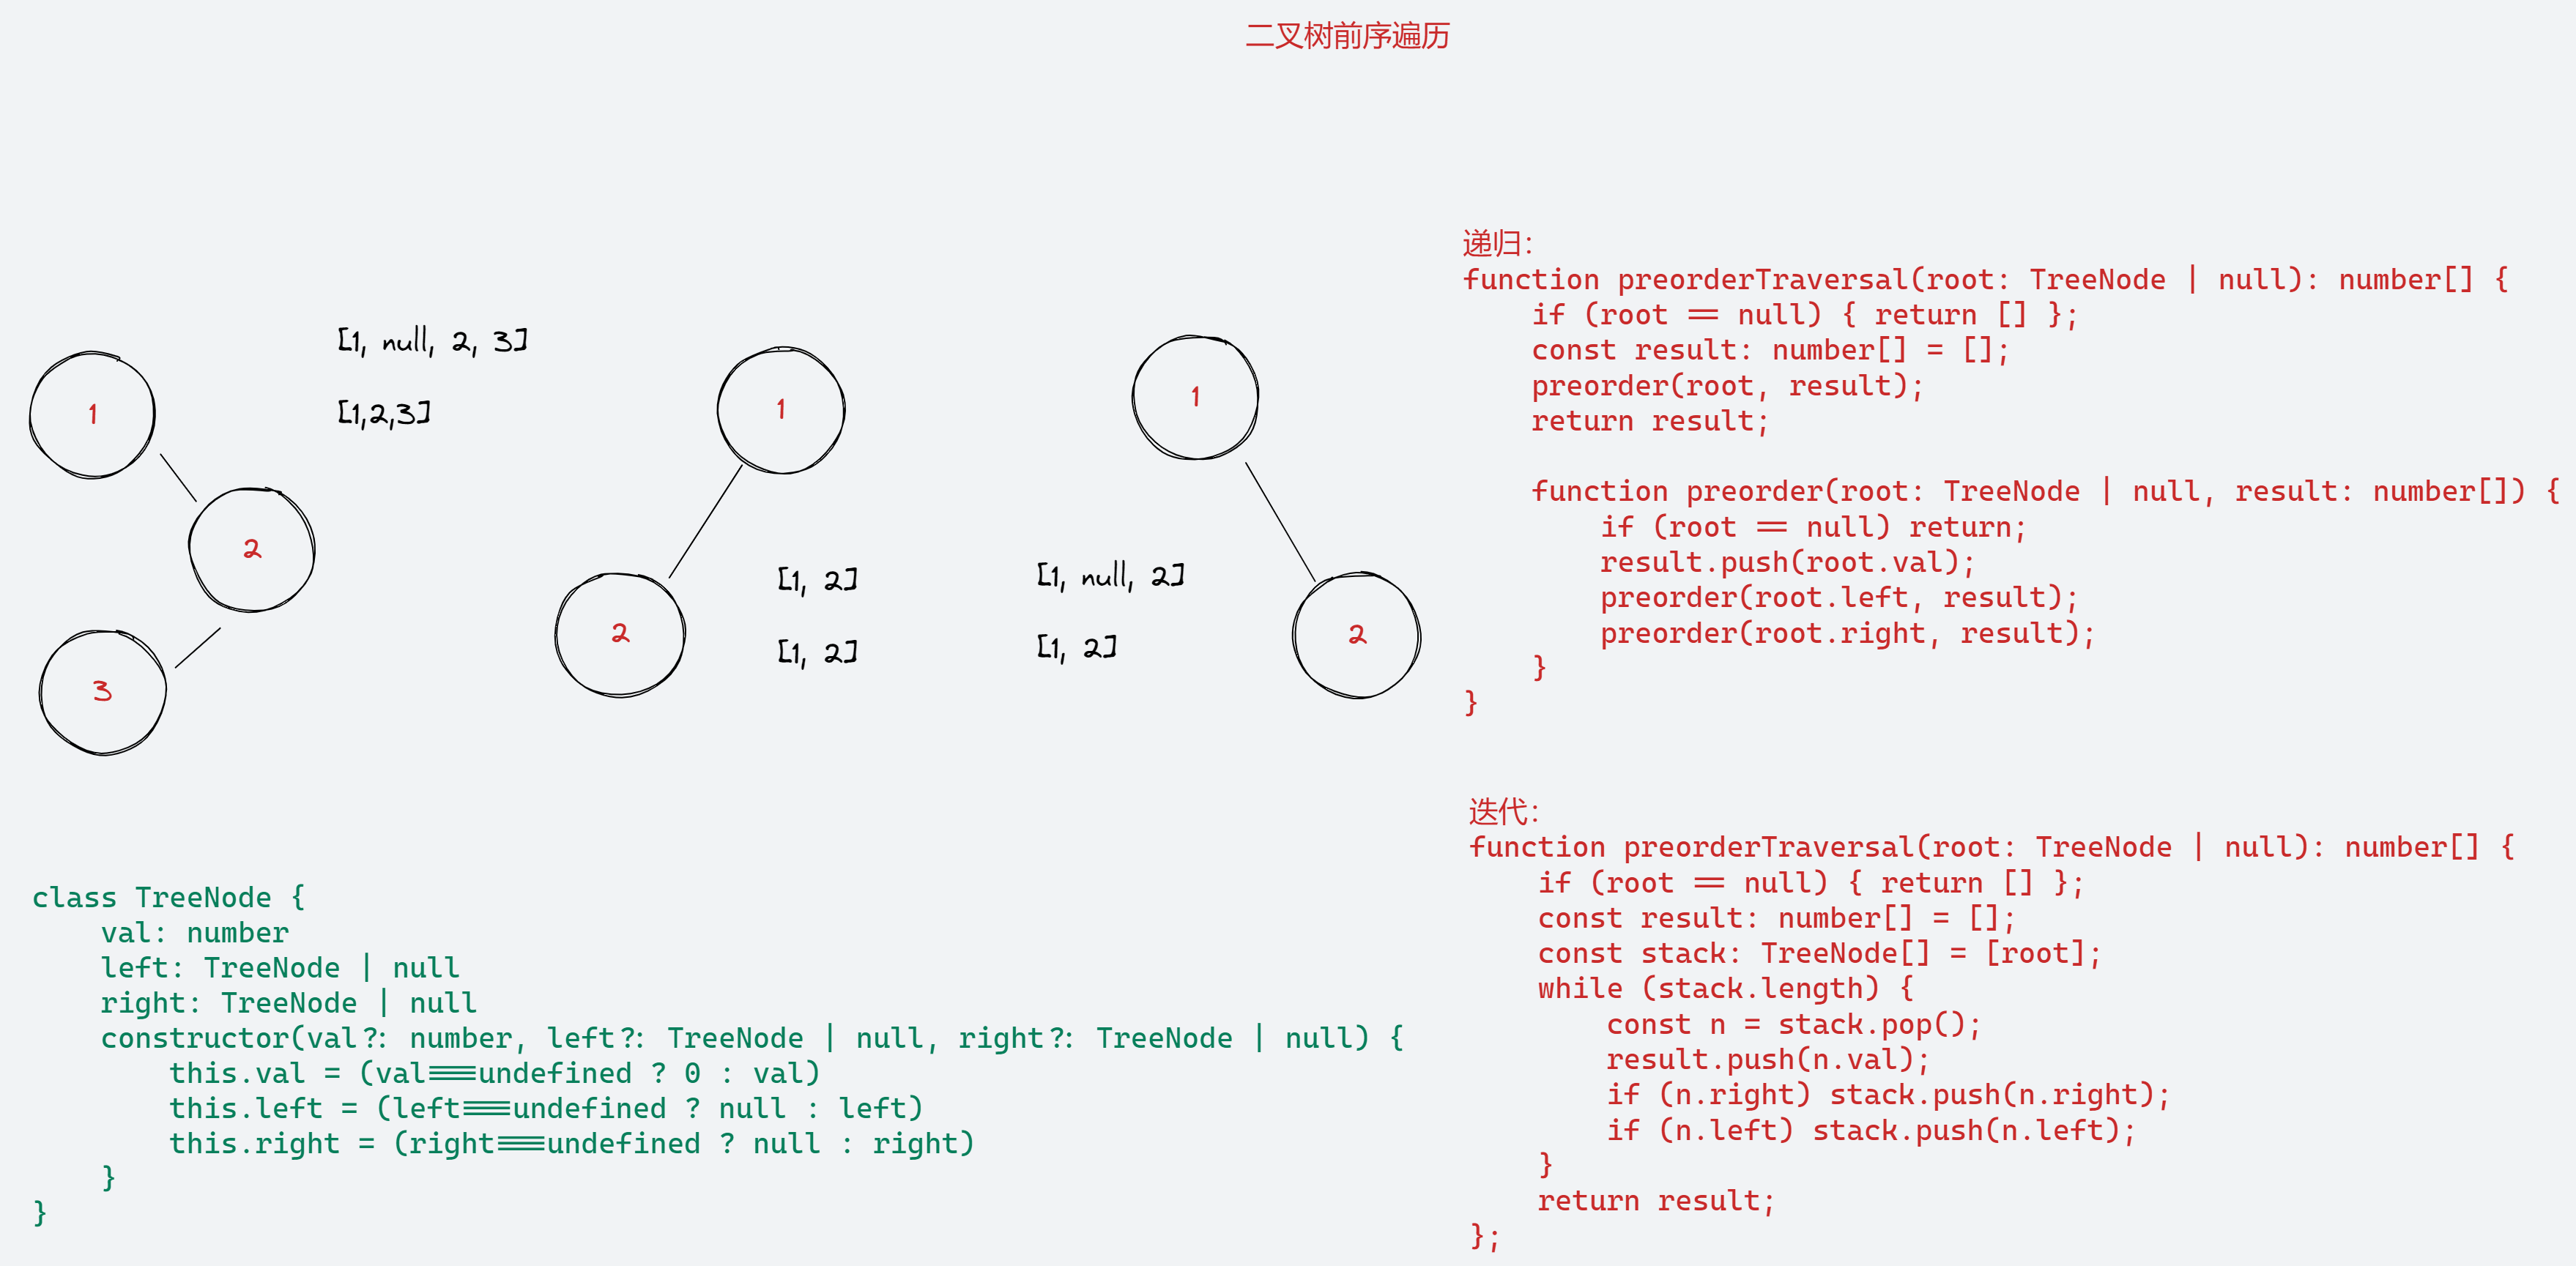 二叉树前序遍历
[1, null, 2, 3]
[1,2,3]
1
2
3
1
2
[1, 2]
[1, 2]
1
2
[1, null, 2]
[1, 2]
class TreeNode {
    val: number
    left: TreeNode | null
    right: TreeNode | null
    constructor(val?: number, left?: TreeNode | null, right?: TreeNode | null) {
        this.val = (val===undefined ? 0 : val)
        this.left = (left===undefined ? null : left)
        this.right = (right===undefined ? null : right)
    }
}
递归:
function preorderTraversal(root: TreeNode | null): number[] {
    if (root == null) { return [] };
    const result: number[] = [];
    preorder(root, result);
    return result;
    function preorder(root: TreeNode | null, result: number[]) {
        if (root == null) return;
        result.push(root.val);
        preorder(root.left, result);
        preorder(root.right, result);
    }
}
迭代:
function preorderTraversal(root: TreeNode | null): number[] {
    if (root == null) { return [] };
    const result: number[] = [];
    const stack: TreeNode[] = [root];
    while (stack.length) {
        const n = stack.pop();
        result.push(n.val);
        if (n.right) stack.push(n.right);
        if (n.left) stack.push(n.left);
    }
    return result;
};